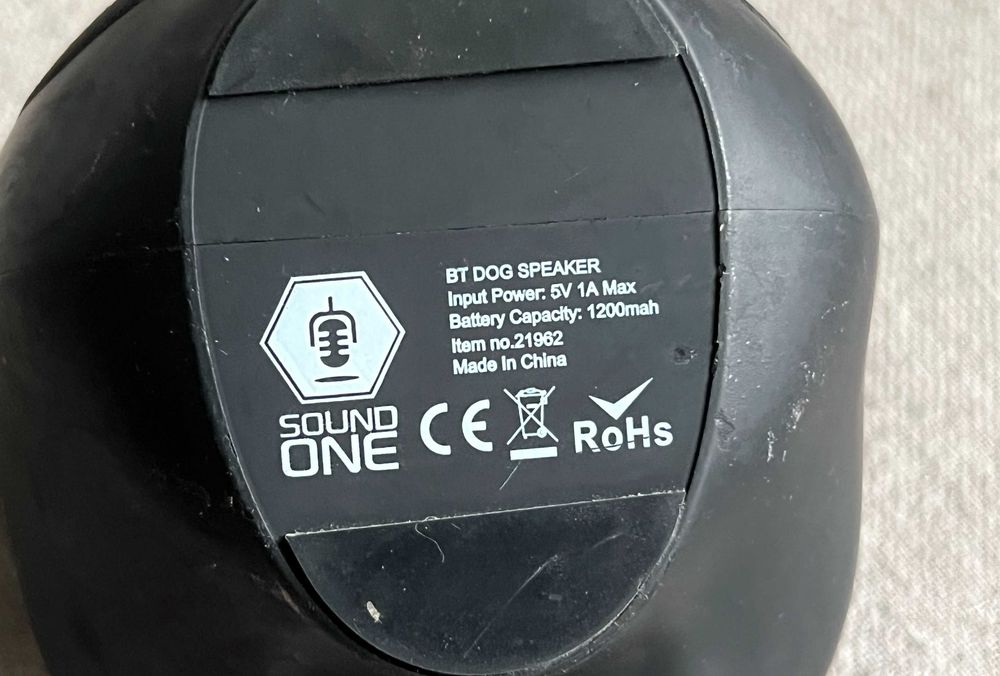 BT DOG SPEAKER
Input Power: 5V 1A Max
Battery Capacity: 1200mah
Item no.21962
Made In China
SOUND
ONE
CE
RoHs